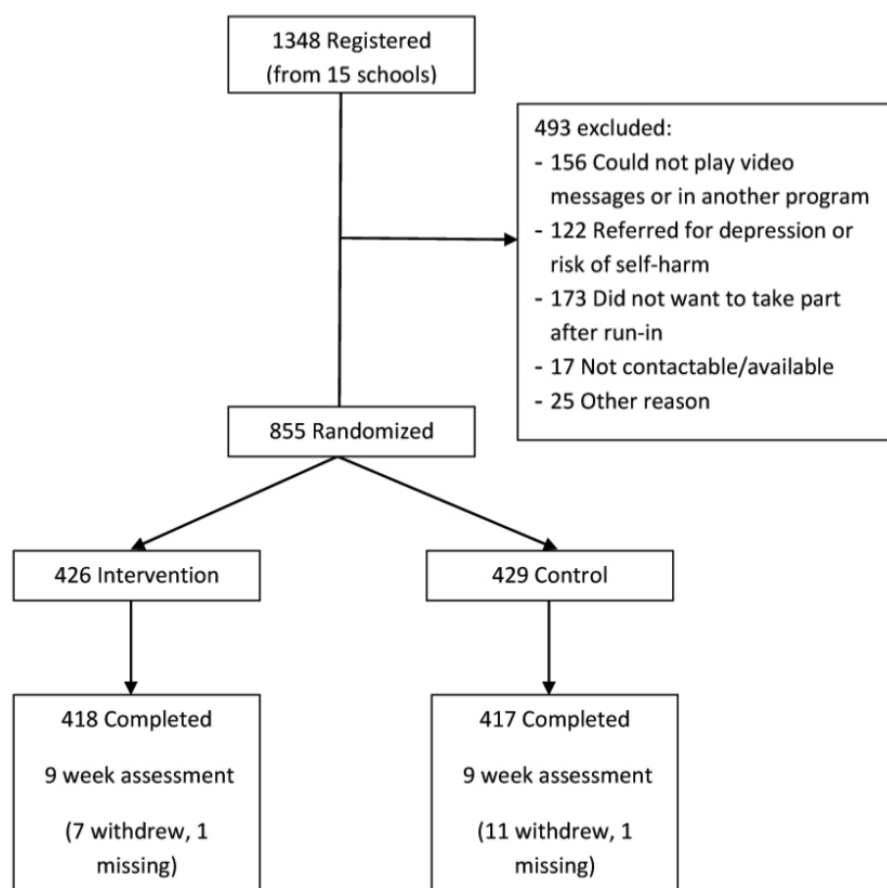 1348 Registered
(from 15 schools)
493 excluded:
- 156 Could not play video
messages or in another program
- 122 Referred for depression or
risk of self-harm
- 173 Did not want to take part
after run-in
- 17 Not contactable/available
- 25 Other reason
855 Randomized
426 Intervention
429 Control
418 Completed
9 week assessment
(7 withdrew, 1
missing)
417 Completed
9 week assessment
(11 withdrew, 1
missing)